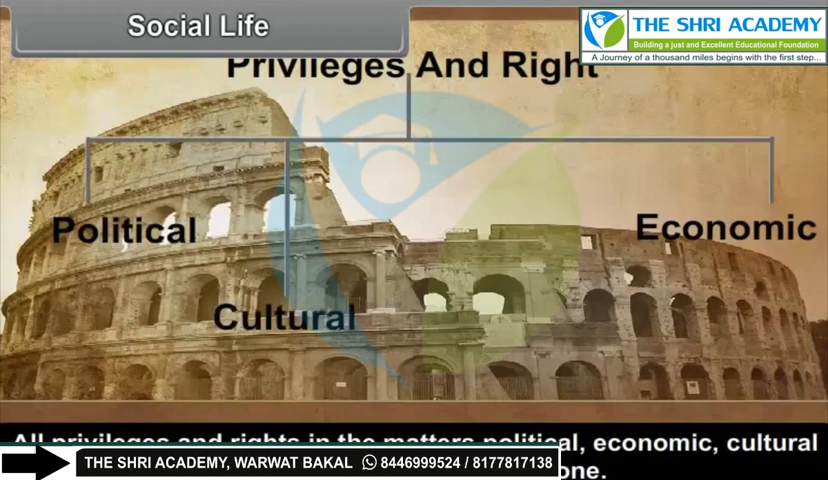 Social Life
THE SHRI ACADEMY
Building a just and Excellent Educational Foundation
A Journey of a thousand miles begins with the first step...
Privileges And Right
Political
Economic
Cultural
All privileges and rights in the matters political, economic, cultural
one.
THE SHRI ACADEMY, WARWAT BAKAL 8446999524 / 8177817138